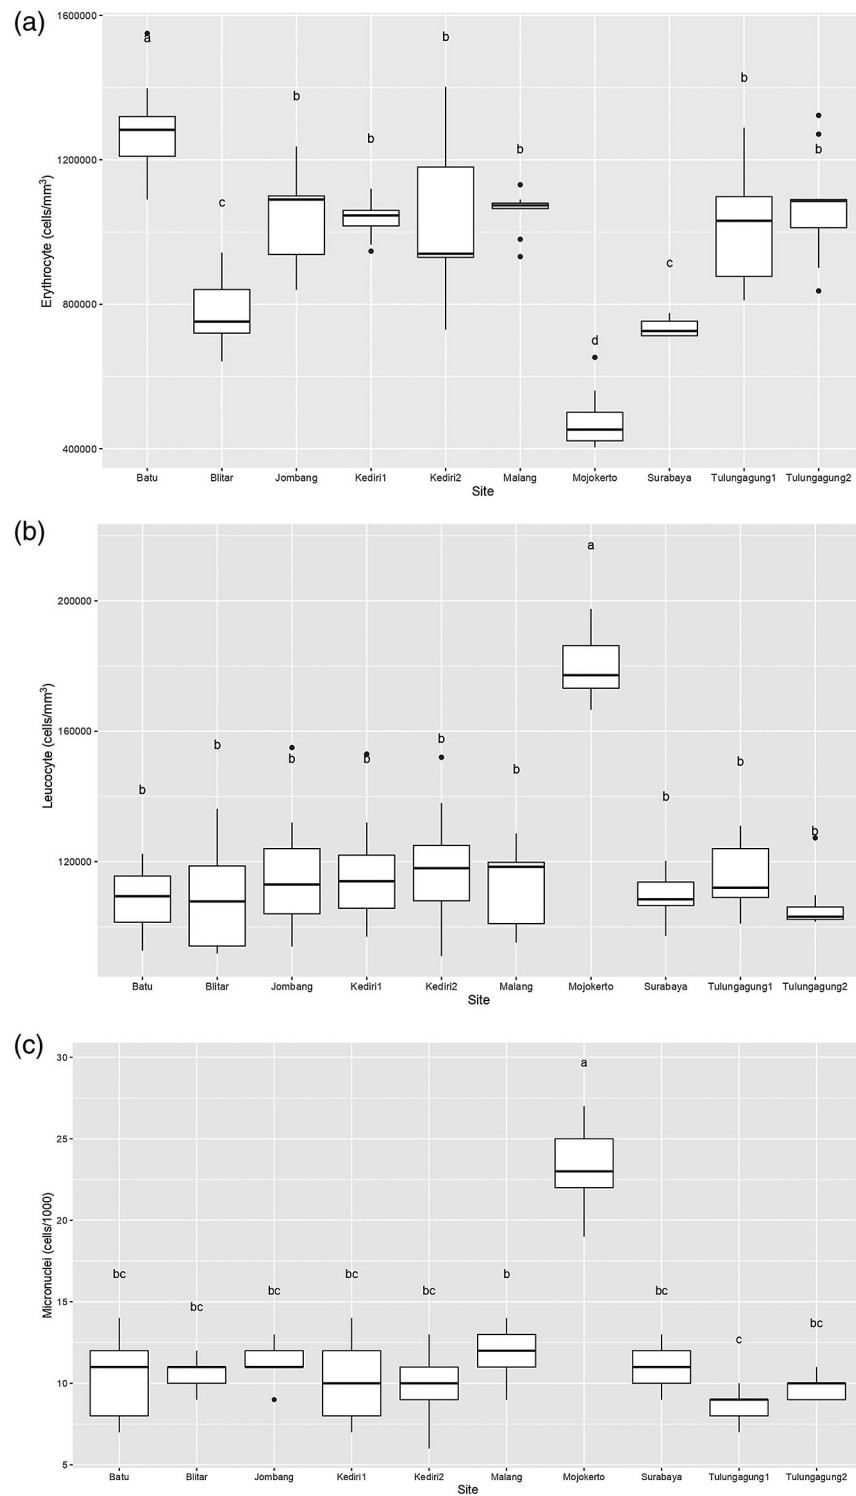 (a)
1600000
1200000
800000
400000
Erythrocyte (cells/mm³)
a
c
b
b
b
b
d
c
b
b
Batu Blitar Jombang Kediri1 Kediri2 Malang Mojokerto Surabaya Tulungagung1 Tulungagung2
Site
(b)
200000
160000
120000
Leucocyte (cells/mm³)
b
b
b
b
b
b
a
b
b
b
Batu Blitar Jombang Kediri1 Kediri2 Malang Mojokerto Surabaya Tulungagung1 Tulungagung2
Site
(c)
30
25
20
15
10
5
Micronuclei (cells/1000)
bc
bc
bc
bc
bc
b
a
bc
c
bc
Batu Blitar Jombang Kediri1 Kediri2 Malang Mojokerto Surabaya Tulungagung1 Tulungagung2
Site